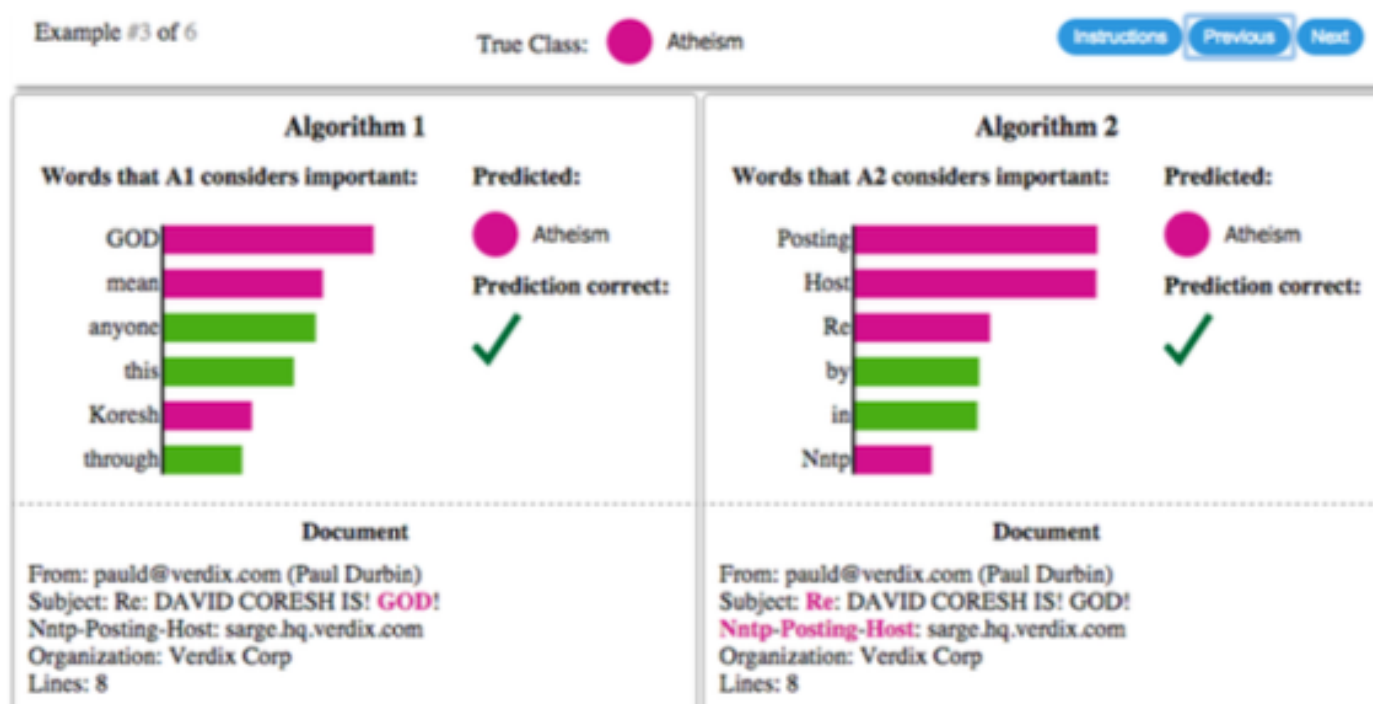 Example #3 of 6
True Class: Atheism
Instructions Previous Next
Algorithm 1
Words that A1 considers important:
Predicted:
GOD
mean
anyone
this
Koresh
through
Atheism
Prediction correct:
Document
From: pauld@verdix.com (Paul Durbin)
Subject: Re: DAVID CORESH IS! GOD!
Nntp-Posting-Host: sarge.hq.verdix.com
Organization: Verdix Corp
Lines: 8
Algorithm 2
Words that A2 considers important:
Predicted:
Posting
Host
Re
by
in
Nntp
Atheism
Prediction correct:
Document
From: pauld@verdix.com (Paul Durbin)
Subject: Re: DAVID CORESH IS! GOD!
Nntp-Posting-Host: sarge.hq.verdix.com
Organization: Verdix Corp
Lines: 8